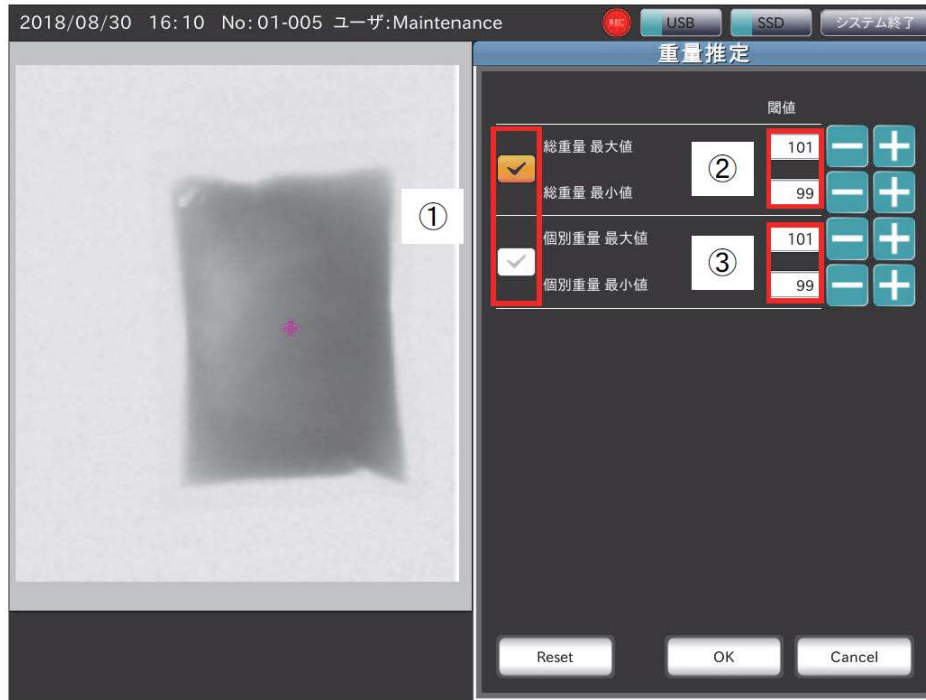 2018/08/30 16:10 No: 01-005 ユーザ:Maintenance REC USB SSD システム終了
重量推定
閾値
総重量 最大値 101
②
総重量 最小値 99
①
個別重量 最大値 101
③
個別重量 最小値 99
Reset OK Cancel